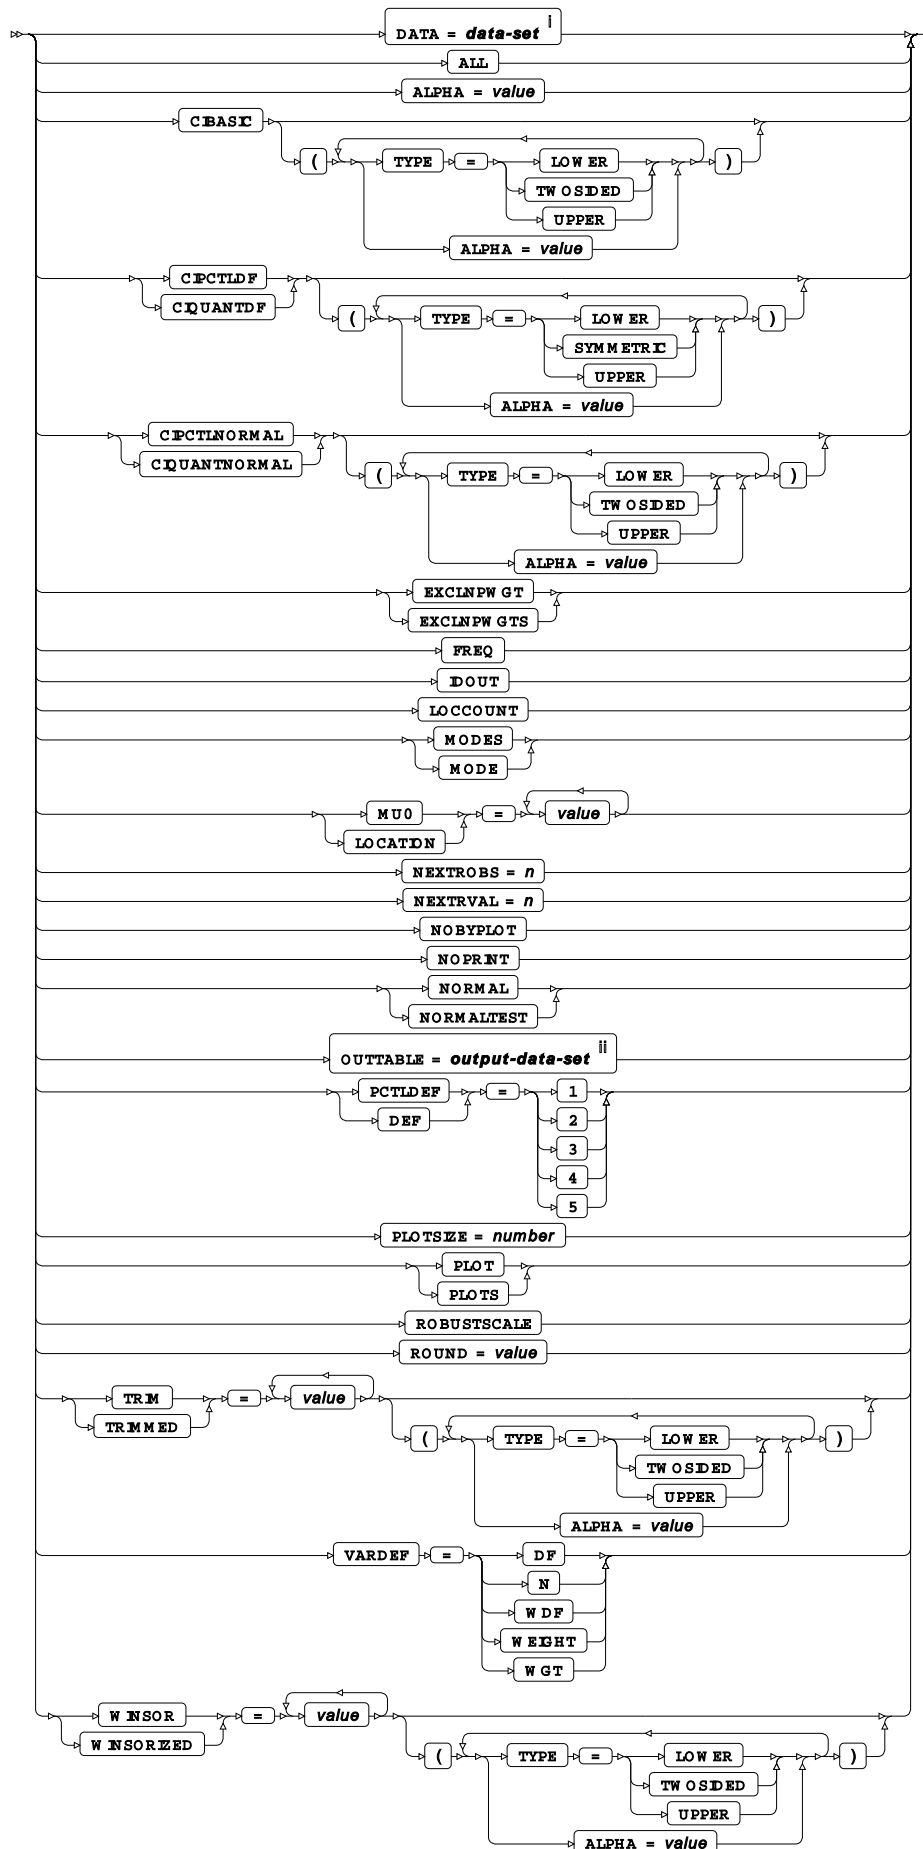 DATA = data-set i
ALL
ALPHA = value
CIBASIC
( TYPE = LOWER )
TWOSIDED
UPPER
ALPHA = value
CIPCTLDF
CIQUANTDF
( TYPE = LOWER )
SYMMETRIC
UPPER
ALPHA = value
CIPCTLNORMAL
CIQUANTNORMAL
( TYPE = LOWER )
TWOSIDED
UPPER
ALPHA = value
EXCLNPWGT
EXCLNPWGTS
FREQ
IDOUT
LOCCOUNT
MODES
MODE
MU0 = value
LOCATION
NEXTROBS = n
NEXTRVAL = n
NOBYPLOT
NOPRINT
NORMAL
NORMALTEST
OUTTABLE = output-data-set ii
PCTLDEF = 1
DEF 2
3
4
5
PLOTSIZE = number
PLOT
PLOTS
ROBUSTSCALE
ROUND = value
TRIM = value
TRIMMED
( TYPE = LOWER )
TWOSIDED
UPPER
ALPHA = value
VARDEF = DF
N
WDF
WEIGHT
WGT
WINSOR = value
WINSORIZED
( TYPE = LOWER )
TWOSIDED
UPPER
ALPHA = value